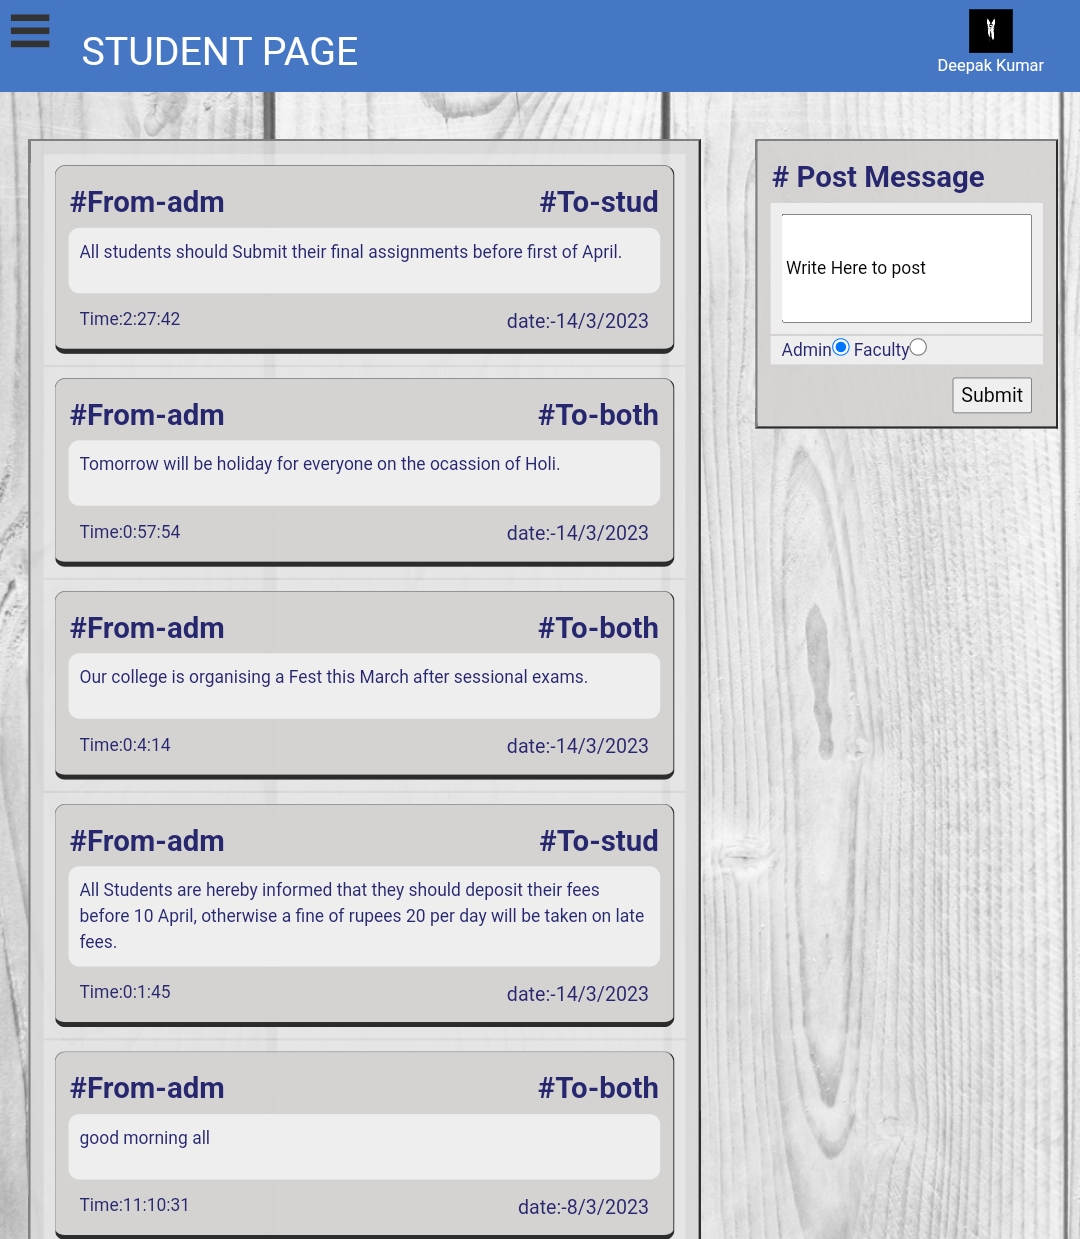 STUDENT PAGE
Deepak Kumar
#From-adm #To-stud
All students should Submit their final assignments before first of April.
Time:2:27:42 date:-14/3/2023
#From-adm #To-both
Tomorrow will be holiday for everyone on the ocassion of Holi.
Time:0:57:54 date:-14/3/2023
#From-adm #To-both
Our college is organising a Fest this March after sessional exams.
Time:0:4:14 date:-14/3/2023
#From-adm #To-stud
All Students are hereby informed that they should deposit their fees
before 10 April, otherwise a fine of rupees 20 per day will be taken on late
fees.
Time:0:1:45 date:-14/3/2023
#From-adm #To-both
good morning all
Time:11:10:31 date:-8/3/2023
# Post Message
Write Here to post
Admin Faculty
Submit